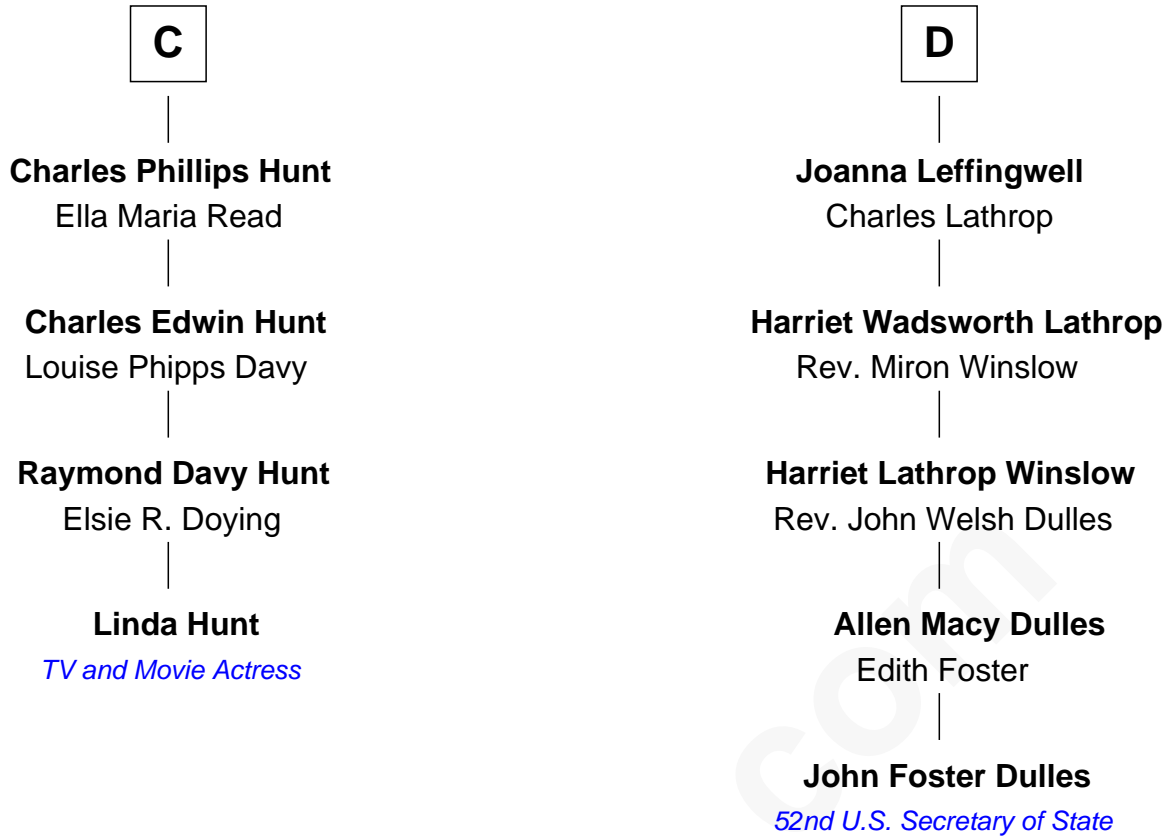 C
Charles Phillips Hunt
Ella Maria Read
Charles Edwin Hunt
Louise Phipps Davy
Raymond Davy Hunt
Elsie R. Doying
Linda Hunt
TV and Movie Actress
D
Joanna Leffingwell
Charles Lathrop
Harriet Wadsworth Lathrop
Rev. Miron Winslow
Harriet Lathrop Winslow
Rev. John Welsh Dulles
Allen Macy Dulles
Edith Foster
John Foster Dulles
52nd U.S. Secretary of State
com